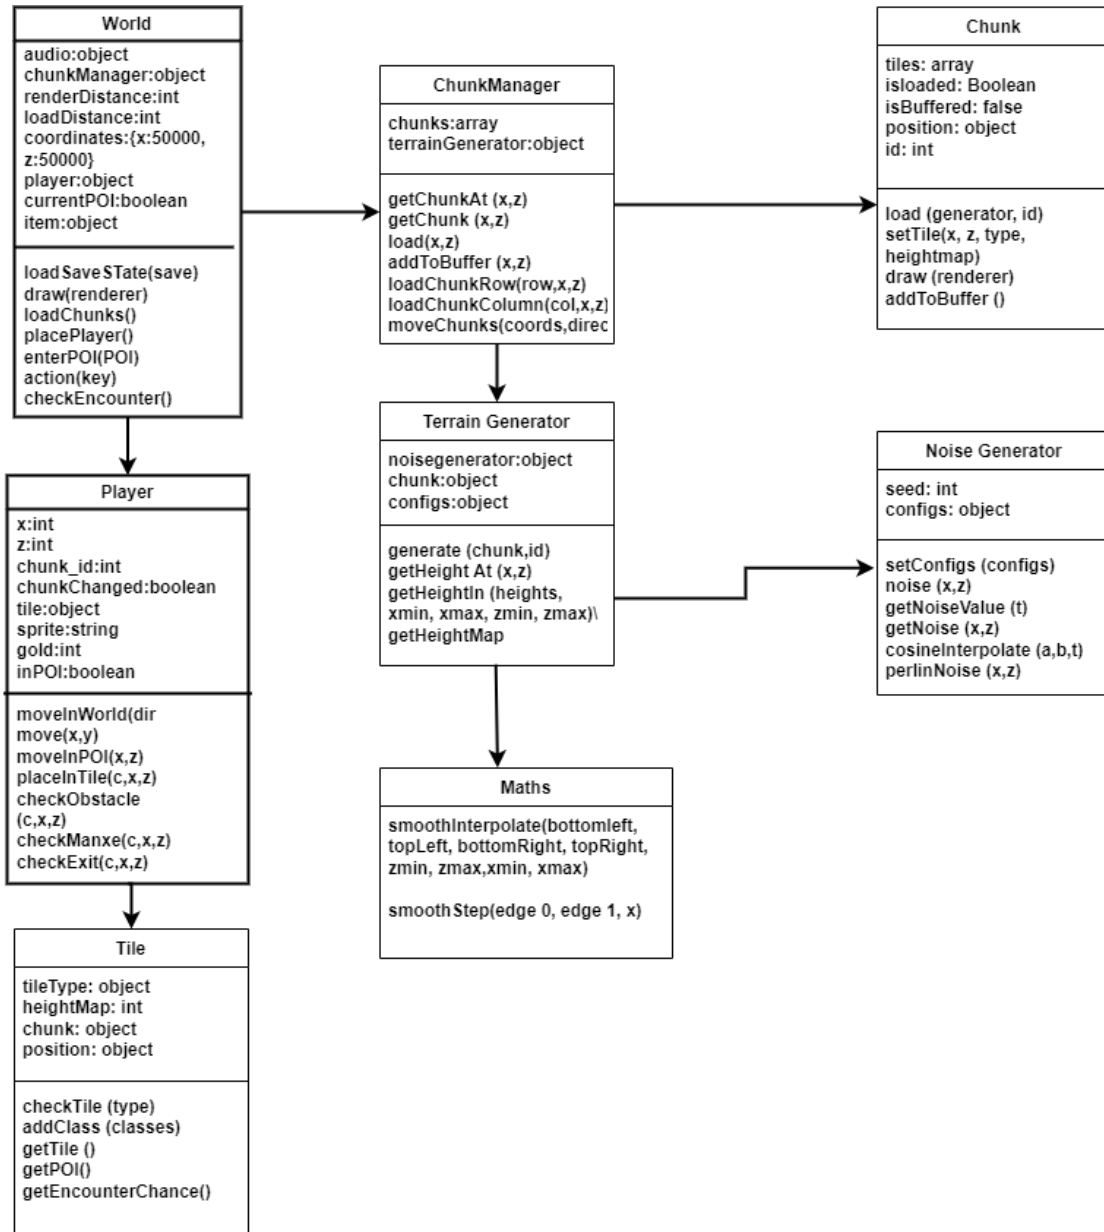 World
audio:object
chunkManager:object
renderDistance:int
loadDistance:int
coordinates:{x:50000,
z:50000}
player:object
currentPOI:boolean
item:object
loadSaveSTate(save)
draw(renderer)
loadChunks()
placePlayer()
enterPOI(POI)
action(key)
checkEncounter()
Player
x:int
z:int
chunk_id:int
chunkChanged:boolean
tile:object
sprite:string
gold:int
inPOI:boolean
moveInWorld(dir
move(x,y)
moveInPOI(x,z)
placeInTile(c,x,z)
checkObstacle
(c,x,z)
checkManxe(c,x,z)
checkExit(c,x,z)
Tile
tileType: object
heightMap: int
chunk: object
position: object
checkTile (type)
addClass (classes)
getTile ()
getPOI()
getEncounterChance()
ChunkManager
chunks:array
terrainGenerator:object
getChunkAt (x,z)
getChunk (x,z)
load(x,z)
addToBuffer (x,z)
loadChunkRow(row,x,z)
loadChunkColumn(col,x,z)
moveChunks(coords,direc
Terrain Generator
noisegenerator:object
chunk:object
configs:object
generate (chunk,id)
getHeight At (x,z)
getHeightIn (heights,
xmin, xmax, zmin, zmax)\
getHeightMap
Maths
smoothInterpolate(bottomleft,
topLeft, bottomRight, topRight,
zmin, zmax,xmin, xmax)
smoothStep(edge 0, edge 1, x)
Chunk
tiles: array
isloaded: Boolean
isBuffered: false
position: object
id: int
load (generator, id)
setTile(x, z, type,
heightmap)
draw (renderer)
addToBuffer ()
Noise Generator
seed: int
configs: object
setConfigs (configs)
noise (x,z)
getNoiseValue (t)
getNoise (x,z)
cosineInterpolate (a,b,t)
perlinNoise (x,z)